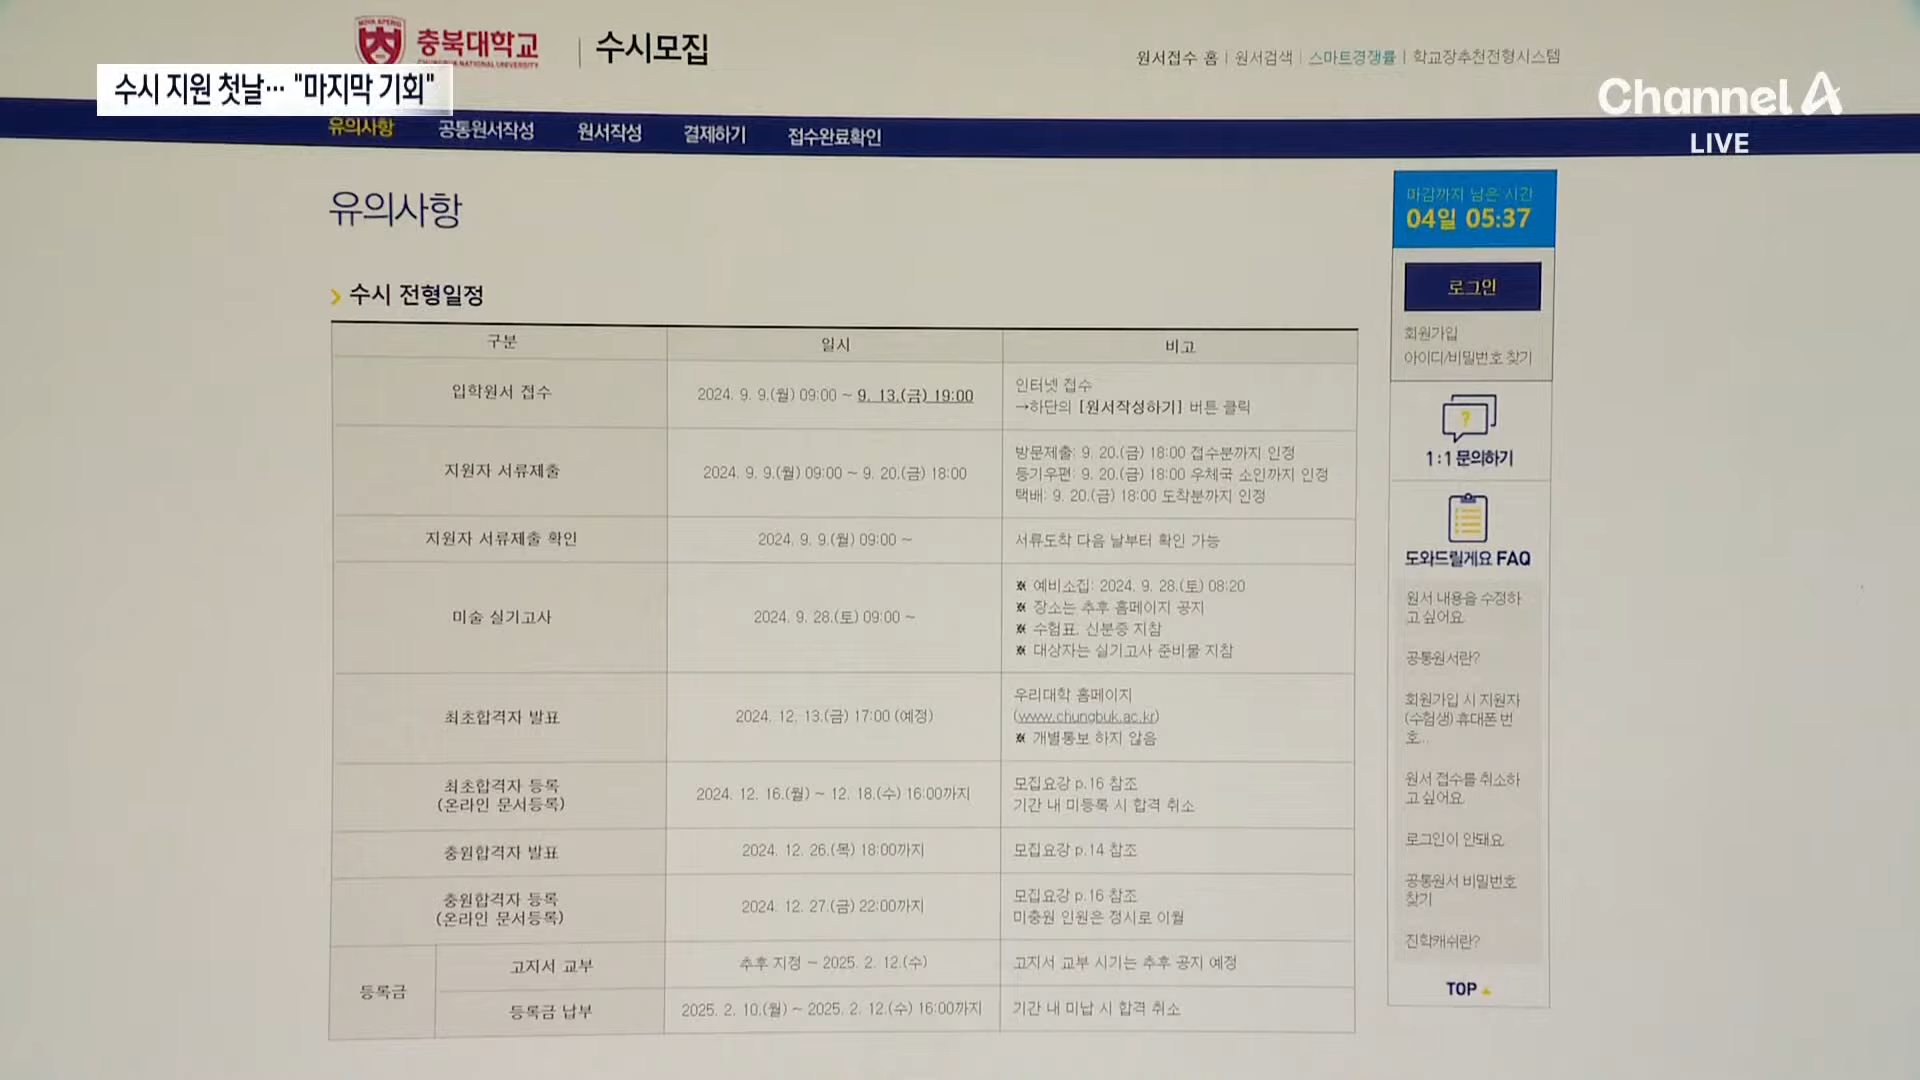 충북대학교
CHUNGBUK NATIONAL UNIVERSITY
수시모집
원서접수 홈 | 원서검색 | 스마트경쟁률 | 학교장추천전형시스템
수시 지원 첫날… "마지막 기회"
Channel A
LIVE
유의사항 공통원서작성 원서작성 결제하기 접수완료확인
유의사항
수시 전형일정
구분 일시 비고
입학원서 접수 2024. 9. 9.(월) 09:00 ~ 9. 13.(금) 19:00
인터넷 접수
→하단의 [원서작성하기] 버튼 클릭
지원자 서류제출 2024. 9. 9.(월) 09:00 ~ 9. 20.(금) 18:00
방문제출: 9. 20.(금) 18:00 접수분까지 인정
등기우편: 9. 20.(금) 18:00 우체국 소인까지 인정
택배: 9. 20.(금) 18:00 도착분까지 인정
지원자 서류제출 확인 2024. 9. 9.(월) 09:00 ~ 서류도착 다음 날부터 확인 가능
미술 실기고사 2024. 9. 28.(토) 09:00 ~
※ 예비소집: 2024. 9. 28.(토) 08:20
※ 장소는 추후 홈페이지 공지
※ 수험표, 신분증 지참
※ 대상자는 실기고사 준비물 지참
최초합격자 발표 2024. 12. 13.(금) 17:00 (예정)
우리대학 홈페이지
(www.chungbuk.ac.kr)
※ 개별통보 하지 않음
최초합격자 등록
(온라인 문서등록)
2024. 12. 16.(월) ~ 12. 18.(수) 16:00까지
모집요강 p.16 참조
기간 내 미등록 시 합격 취소
충원합격자 발표 2024. 12. 26.(목) 18:00까지 모집요강 p.14 참조
충원합격자 등록
(온라인 문서등록)
2024. 12. 27.(금) 22:00까지
모집요강 p.16 참조
미충원 인원은 정시로 이월
등록금
고지서 교부 추후 지정 ~ 2025. 2. 12.(수) 고지서 교부 시기는 추후 공지 예정
등록금 납부 2025. 2. 10.(월) ~ 2025. 2. 12.(수) 16:00까지 기간 내 미납 시 합격 취소
마감까지 남은 시간
04일 05:37
로그인
회원가입
아이디/비밀번호 찾기
?
1:1 문의하기
도와드릴게요 FAQ
원서 내용을 수정하
고 싶어요.
공통원서란?
회원가입 시 지원자
(수험생) 휴대폰 번
호...
원서 접수를 취소하
고 싶어요.
로그인이 안돼요.
공통원서 비밀번호
찾기
진학캐쉬란?
TOP